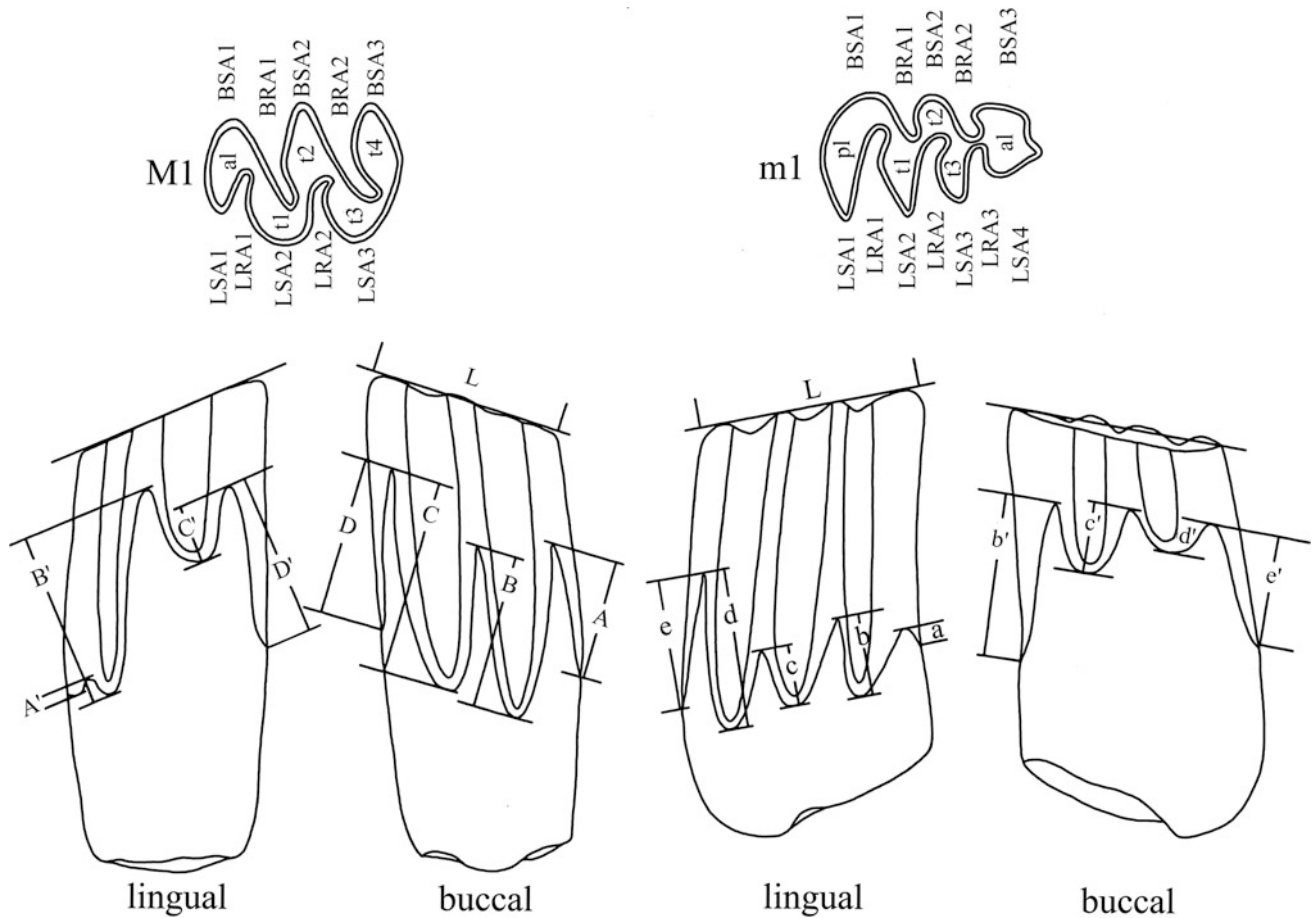 BSA1 BRA1 BSA2 BRA2 BSA3
M1
al t1 t2 t3 t4
LSA1 LRA1 LSA2 LRA2 LSA3
BSA1 BRA1 BSA2 BRA2 BSA3
m1
pl t1 t2 t3 al
LSA1 LRA1 LSA2 LRA2 LSA3 LRA3 LSA4
A' B' C' D'
lingual
L
D C B A
buccal
L
e d c b a
lingual
b' c' d' e'
buccal